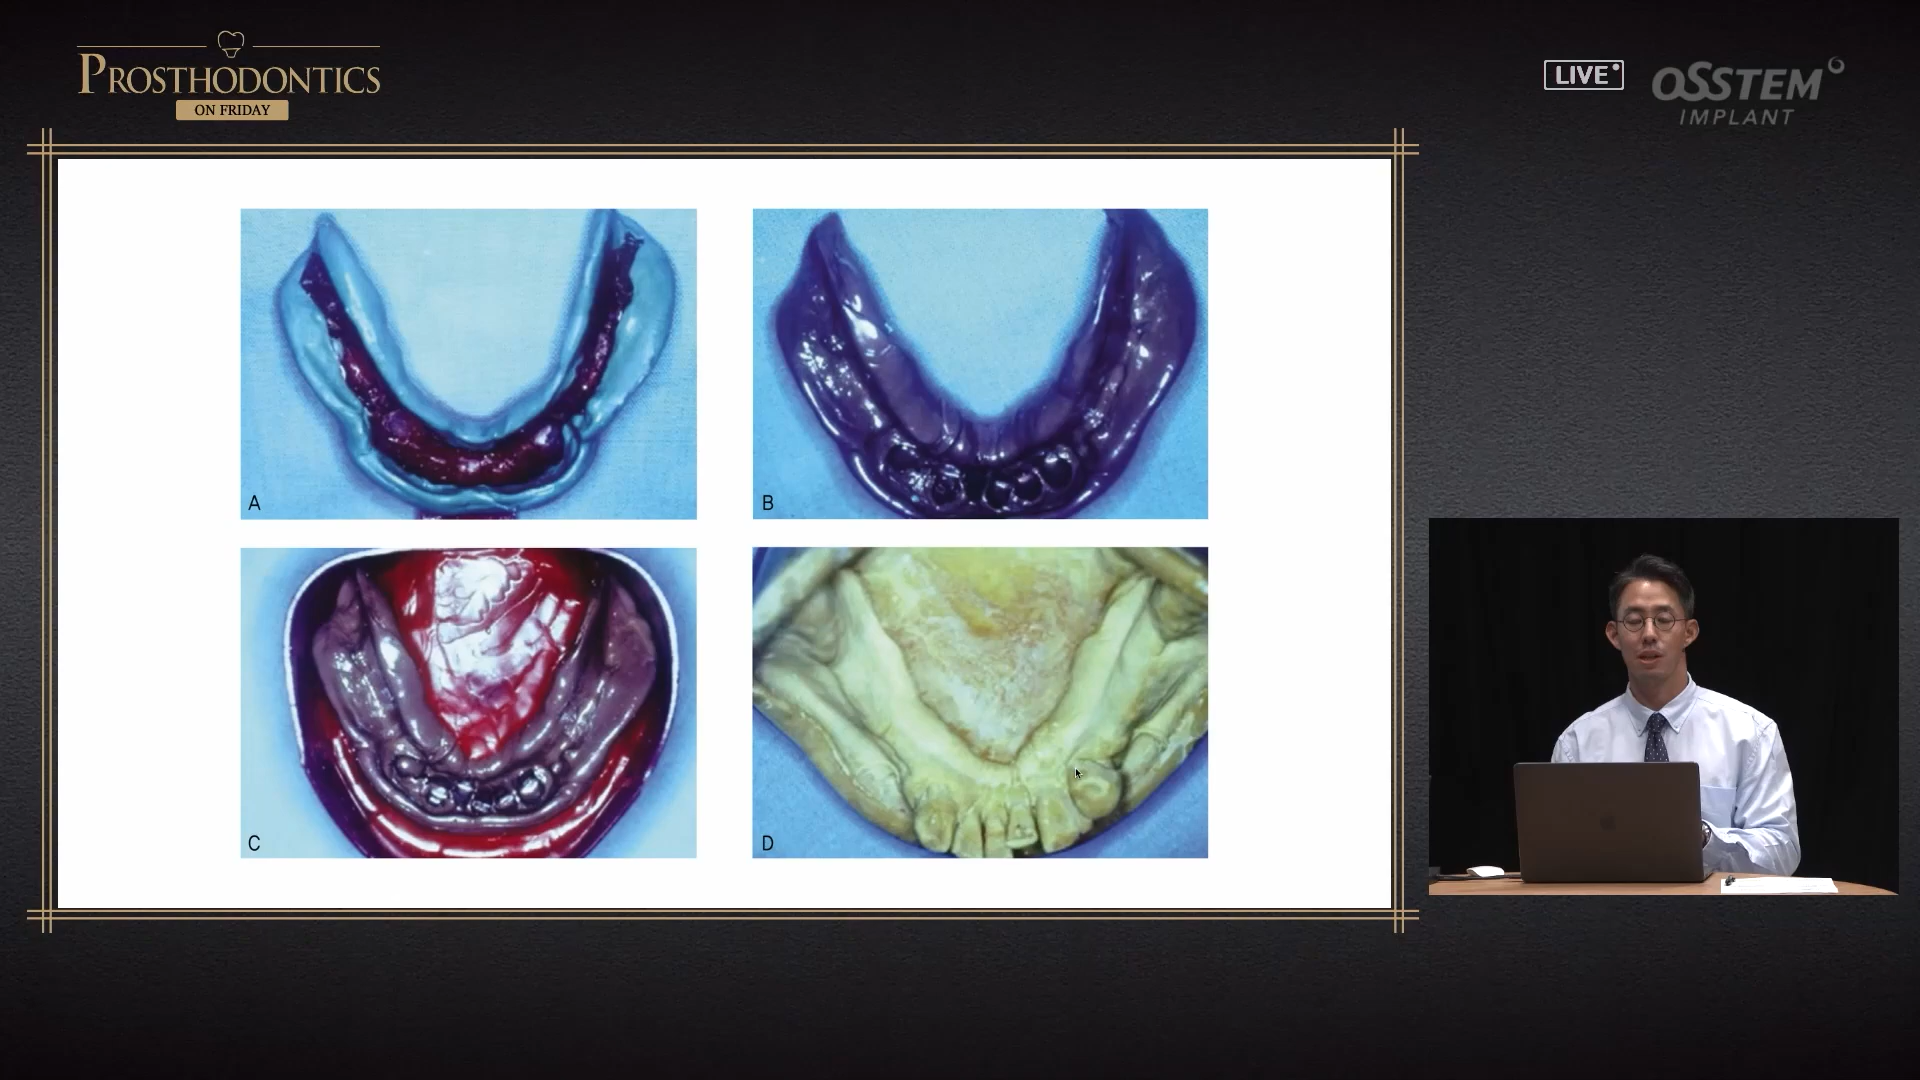 PROSTHODONTICS
ON FRIDAY
LIVE
OSSTEM
IMPLANT
A
B
C
D